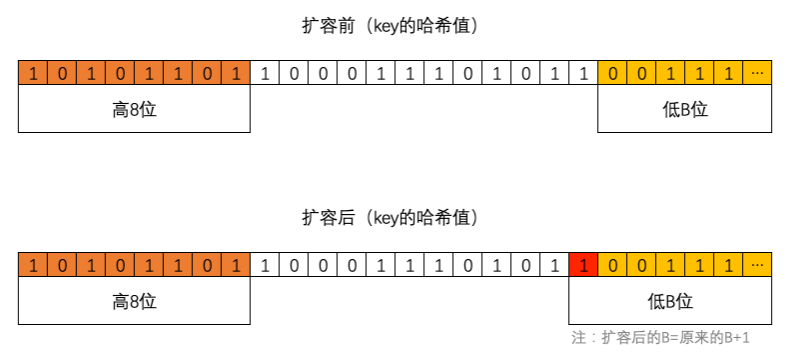 扩容前（key的哈希值）
1 0 1 0 1 1 0 1 1 0 0 0 1 1 1 0 1 0 1 1 0 0 1 1 1 ...
高8位 低B位
扩容后（key的哈希值）
1 0 1 0 1 1 0 1 1 0 0 0 1 1 1 0 1 0 1 1 0 0 1 1 1 ...
高8位 低B位
注：扩容后的B=原来的B+1